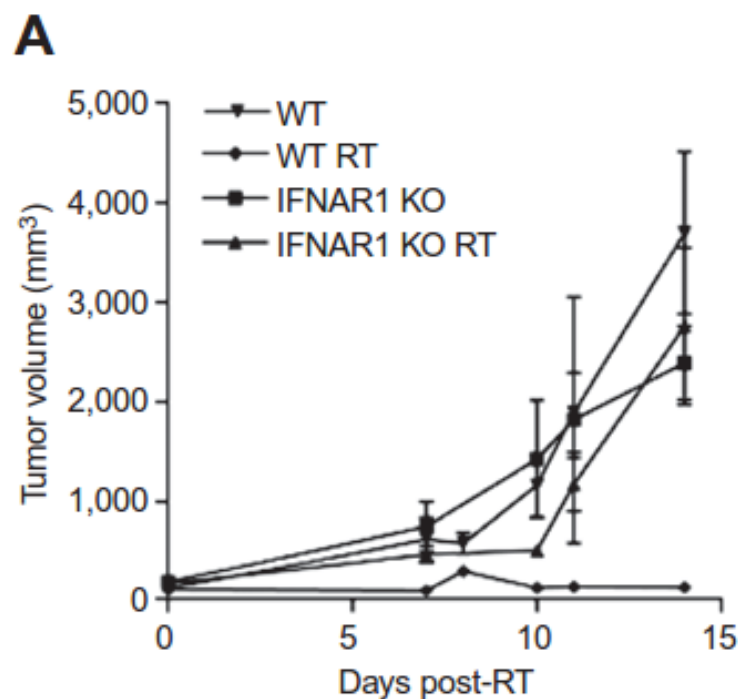 A
5,000
4,000
3,000
2,000
1,000
0
Tumor volume (mm³)
WT
WT RT
IFNAR1 KO
IFNAR1 KO RT
0 5 10 15
Days post-RT